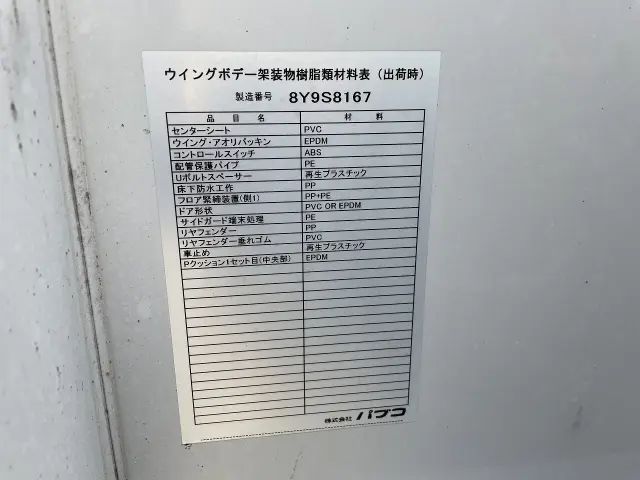 ウイングボデー架装物樹脂類材料表（出荷時）
製造番号 8Y9S8167
品目名 材料
センターシート PVC
ウイング・アオリパッキン EPDM
コントロールスイッチ ABS
配管保護パイプ PE
Uボルトスペーサー 再生プラスチック
床下防水工作 PP
フロア緊締装置(側1) PP+PE
ドア形状 PVC OR EPDM
サイドガード端末処理 PE
リヤフェンダー PP
リヤフェンダー垂れゴム PVC
車止め 再生プラスチック
Pクッション1セット目(中央部) EPDM
株式会社 パブコ